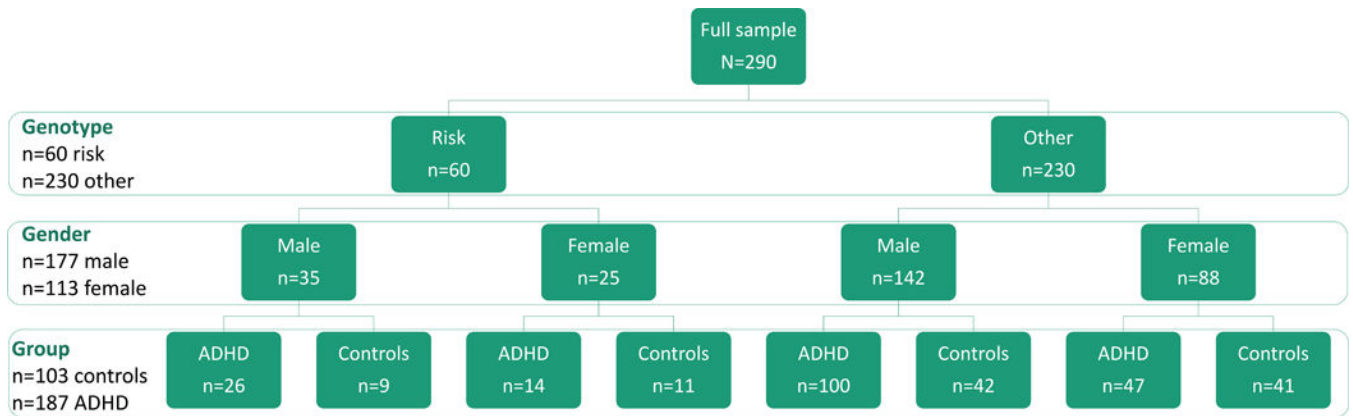 Full sample
N=290
Genotype
n=60 risk
n=230 other
Risk
n=60
Other
n=230
Gender
n=177 male
n=113 female
Male
n=35
Female
n=25
Male
n=142
Female
n=88
Group
n=103 controls
n=187 ADHD
ADHD
n=26
Controls
n=9
ADHD
n=14
Controls
n=11
ADHD
n=100
Controls
n=42
ADHD
n=47
Controls
n=41